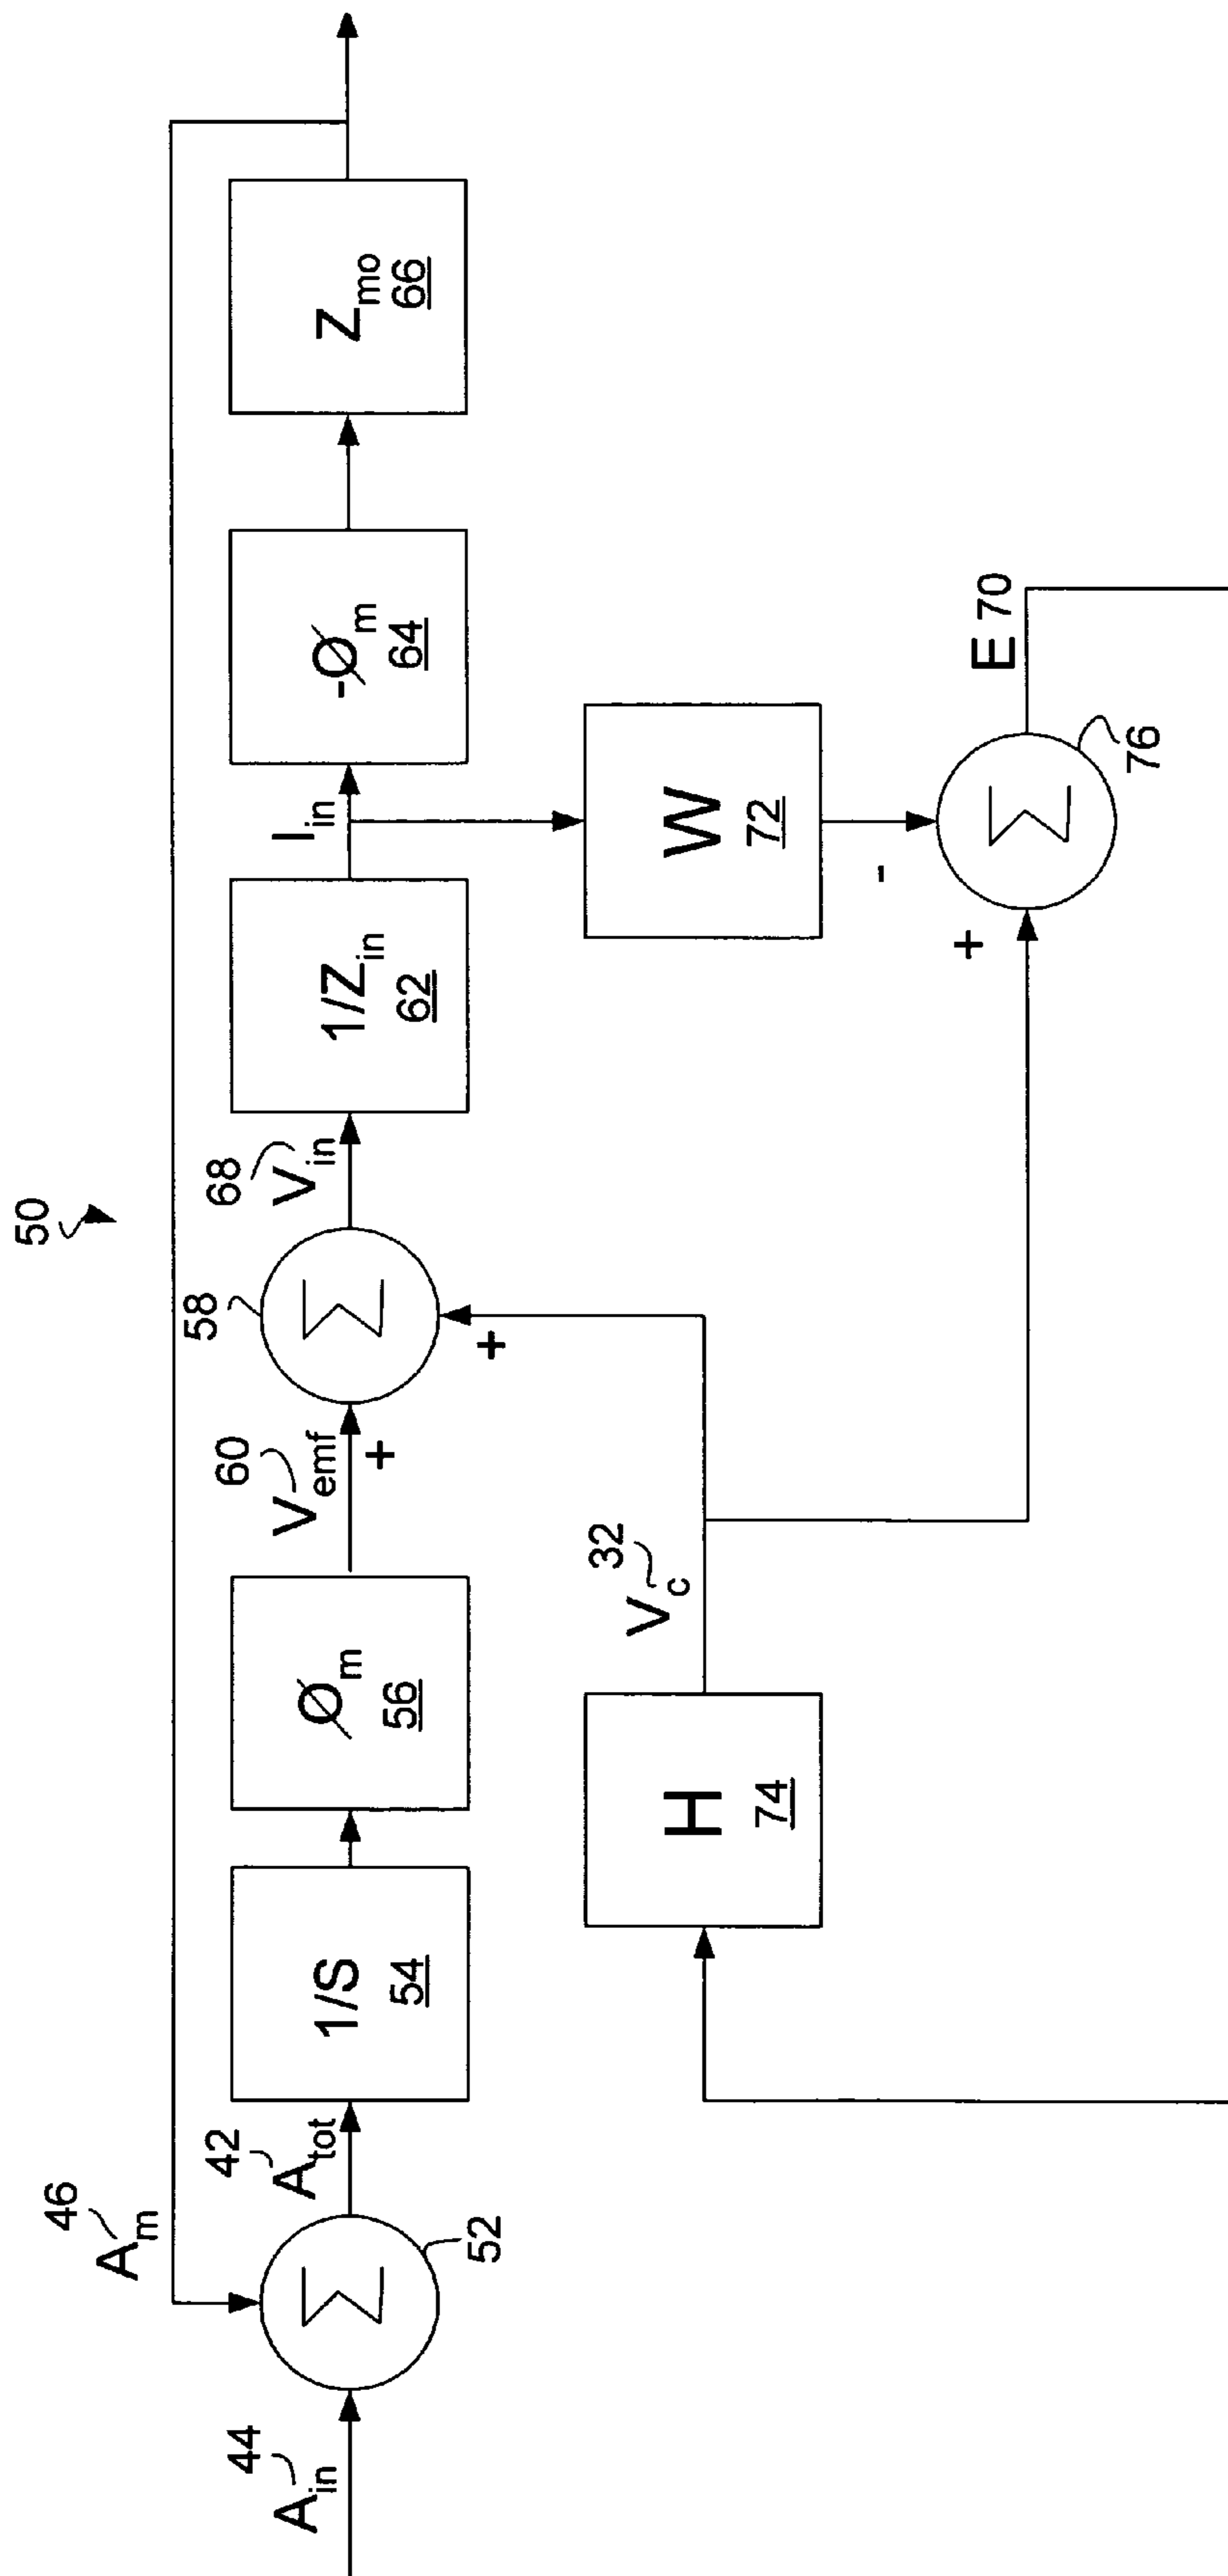 50
A_m 46
A_in 44
Σ
52
A_tot 42
1/S
54
Ø_m
56
V_emf 60
+
Σ
58
+
V_in 68
1/Z_in
62
I_in
-Ø_m
64
Z_mo
66
H
74
V_c 32
W
72
-
+
Σ
76
E 70